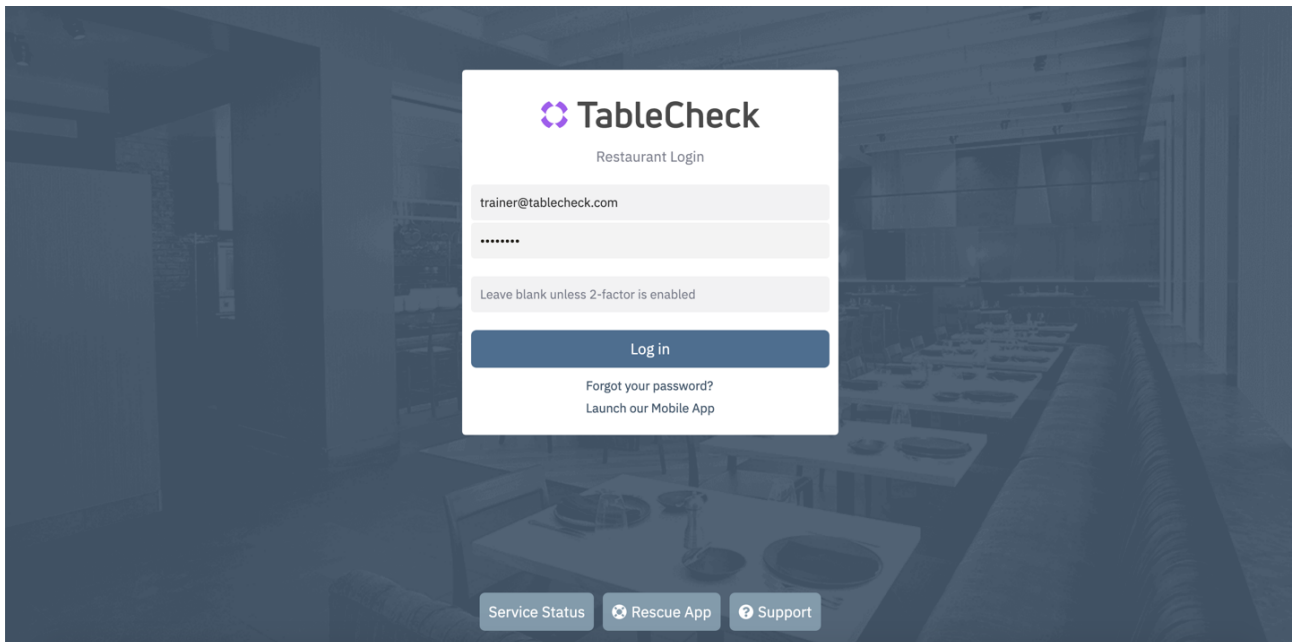 TableCheck
Restaurant Login
trainer@tablecheck.com
••••••••
Leave blank unless 2-factor is enabled
Log in
Forgot your password?
Launch our Mobile App
Service Status Rescue App Support